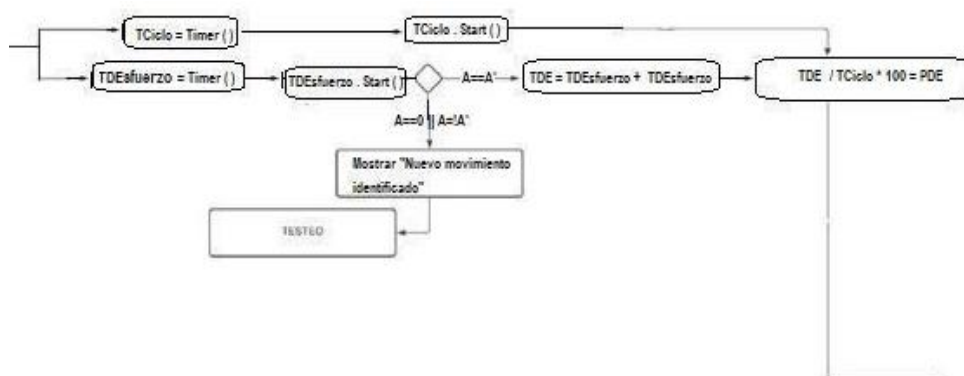 TCiclo = Timer ( )
TCiclo . Start ( )
TDEsfuerzo = Timer ( )
TDEsfuerzo . Start ( )
A==A'
TDE = TDEsfuerzo + TDEsfuerzo
TDE / TCiclo * 100 = PDE
A==0 || A=!A'
Mostrar "Nuevo movimiento
identificado"
TESTEO